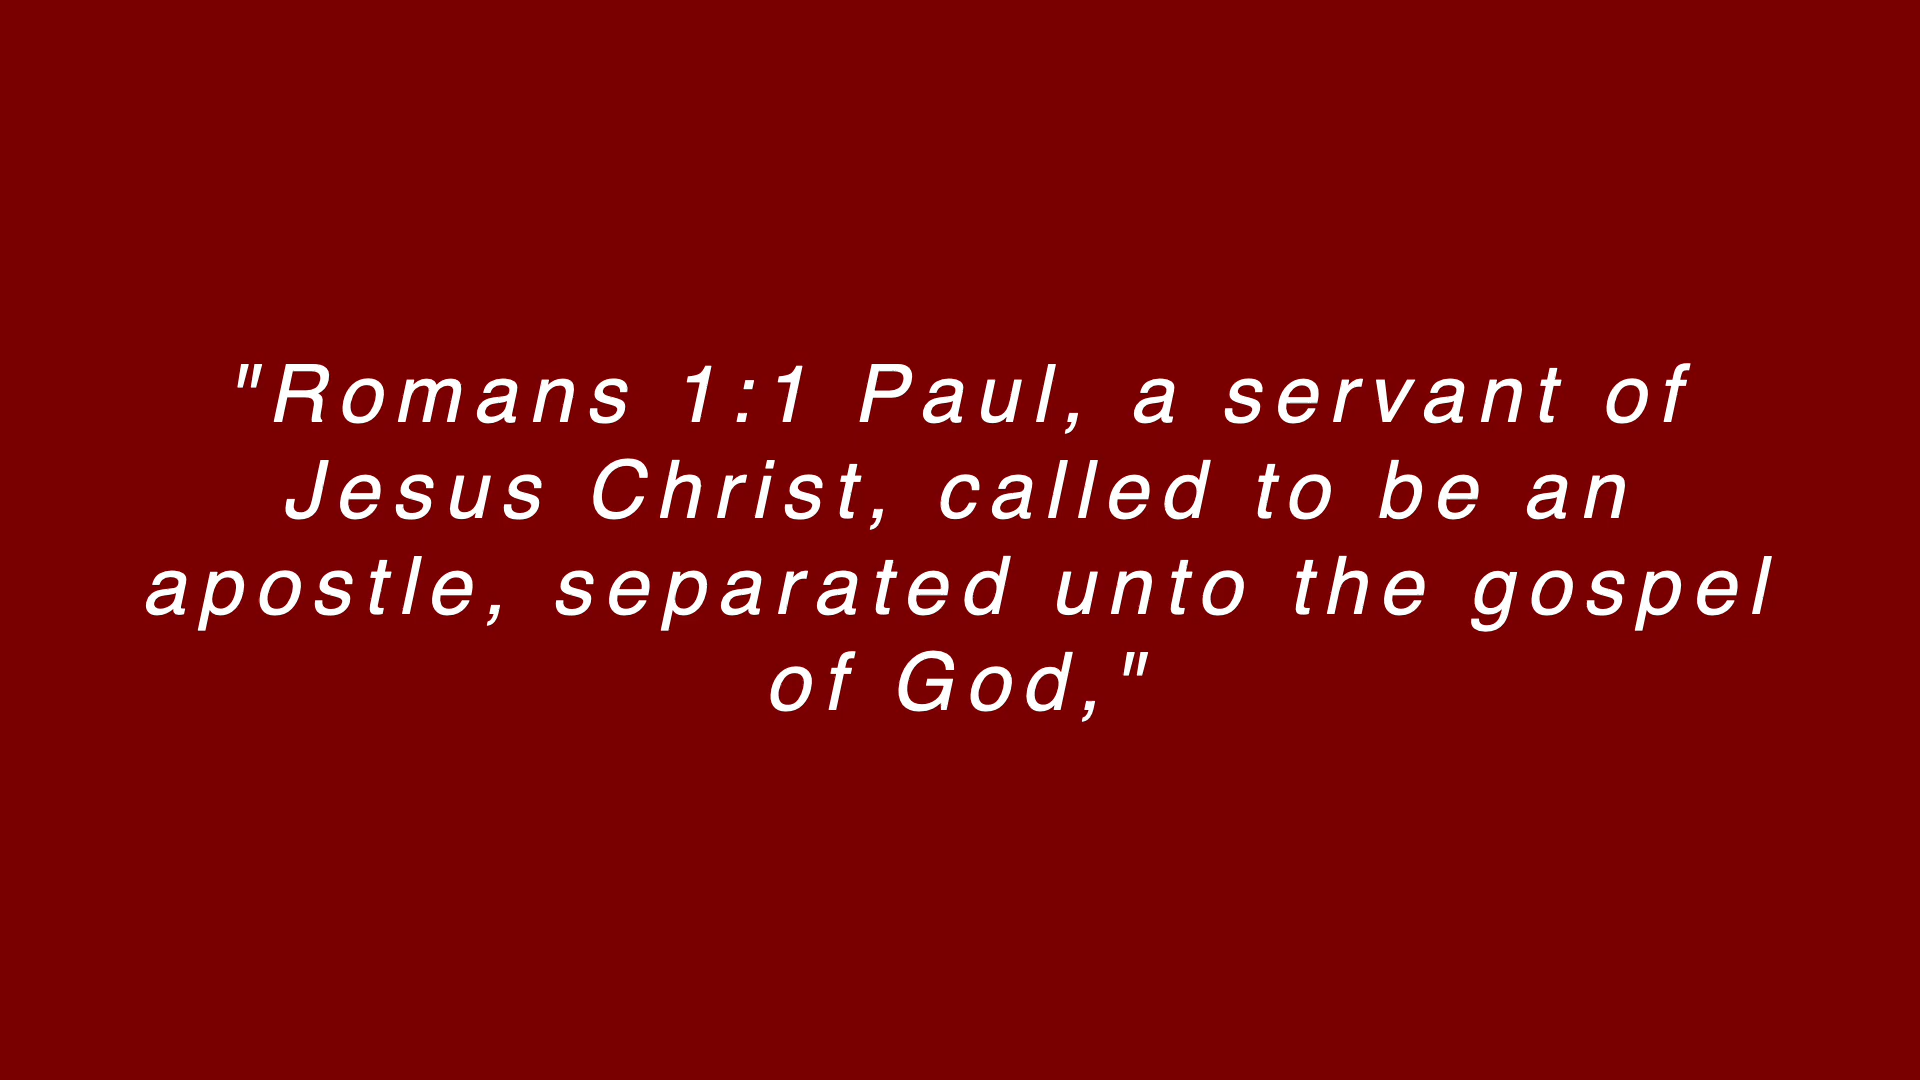 "Romans 1:1 Paul, a servant of
Jesus Christ, called to be an
apostle, separated unto the gospel
of God,"